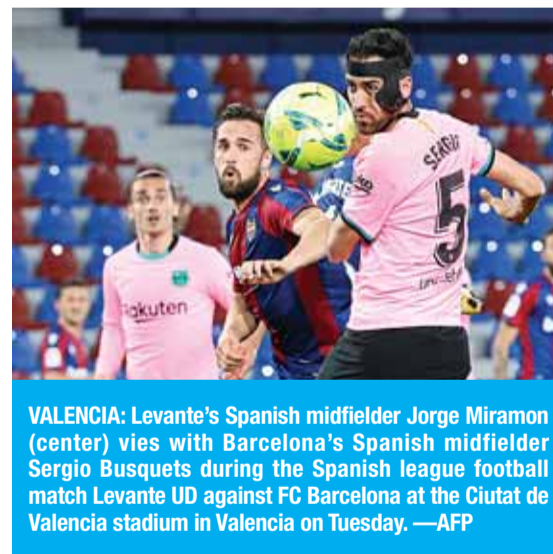 Rakuten
SERGIO
5
unicef
VALENCIA: Levante's Spanish midfielder Jorge Miramon
(center) vies with Barcelona's Spanish midfielder
Sergio Busquets during the Spanish league football
match Levante UD against FC Barcelona at the Ciutat de
Valencia stadium in Valencia on Tuesday. —AFP